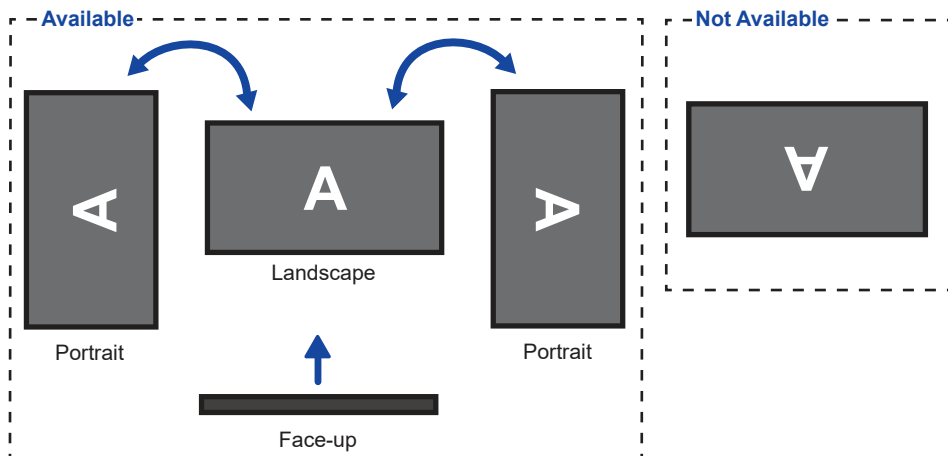 Available
Not Available
A
A
A
A
Landscape
Portrait
Portrait
Face-up